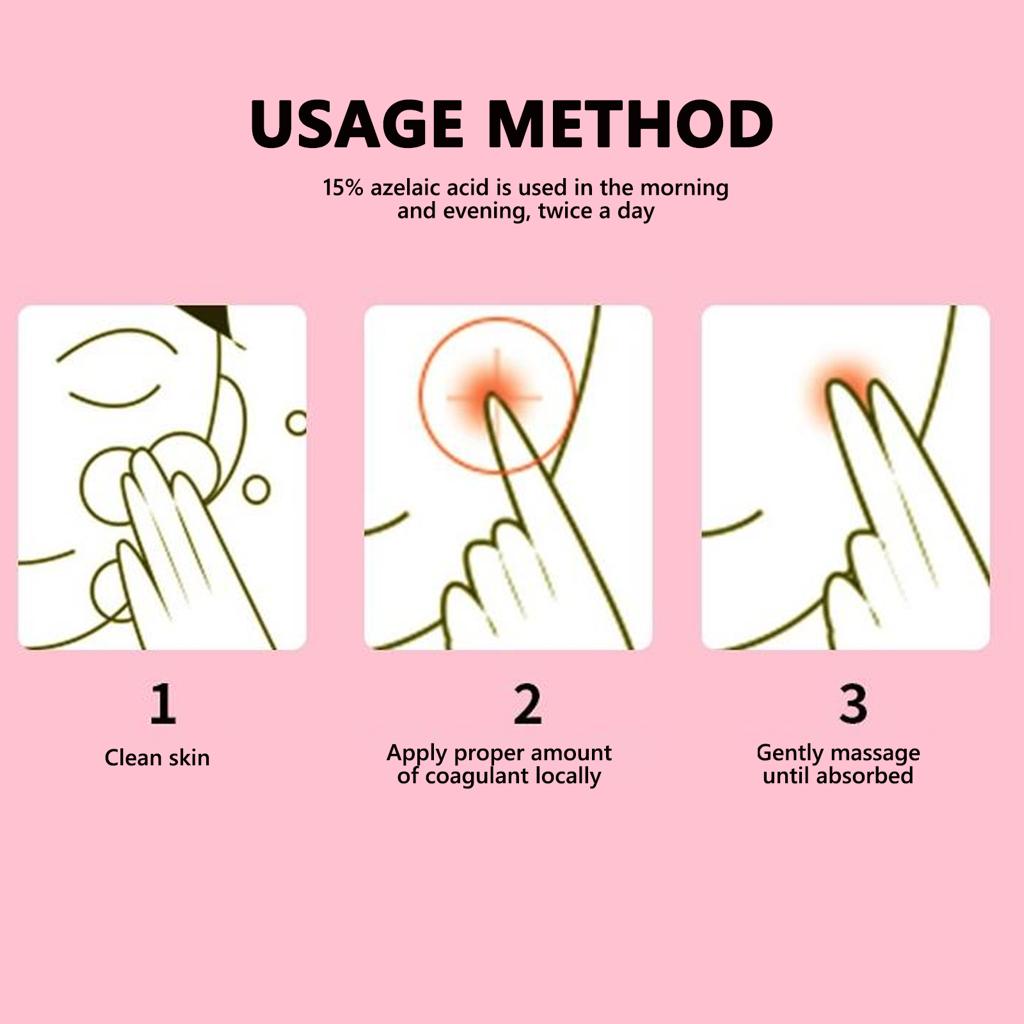 USAGE METHOD
15% azelaic acid is used in the morning
and evening, twice a day
1
Clean skin
2
Apply proper amount
of coagulant locally
3
Gently massage
until absorbed